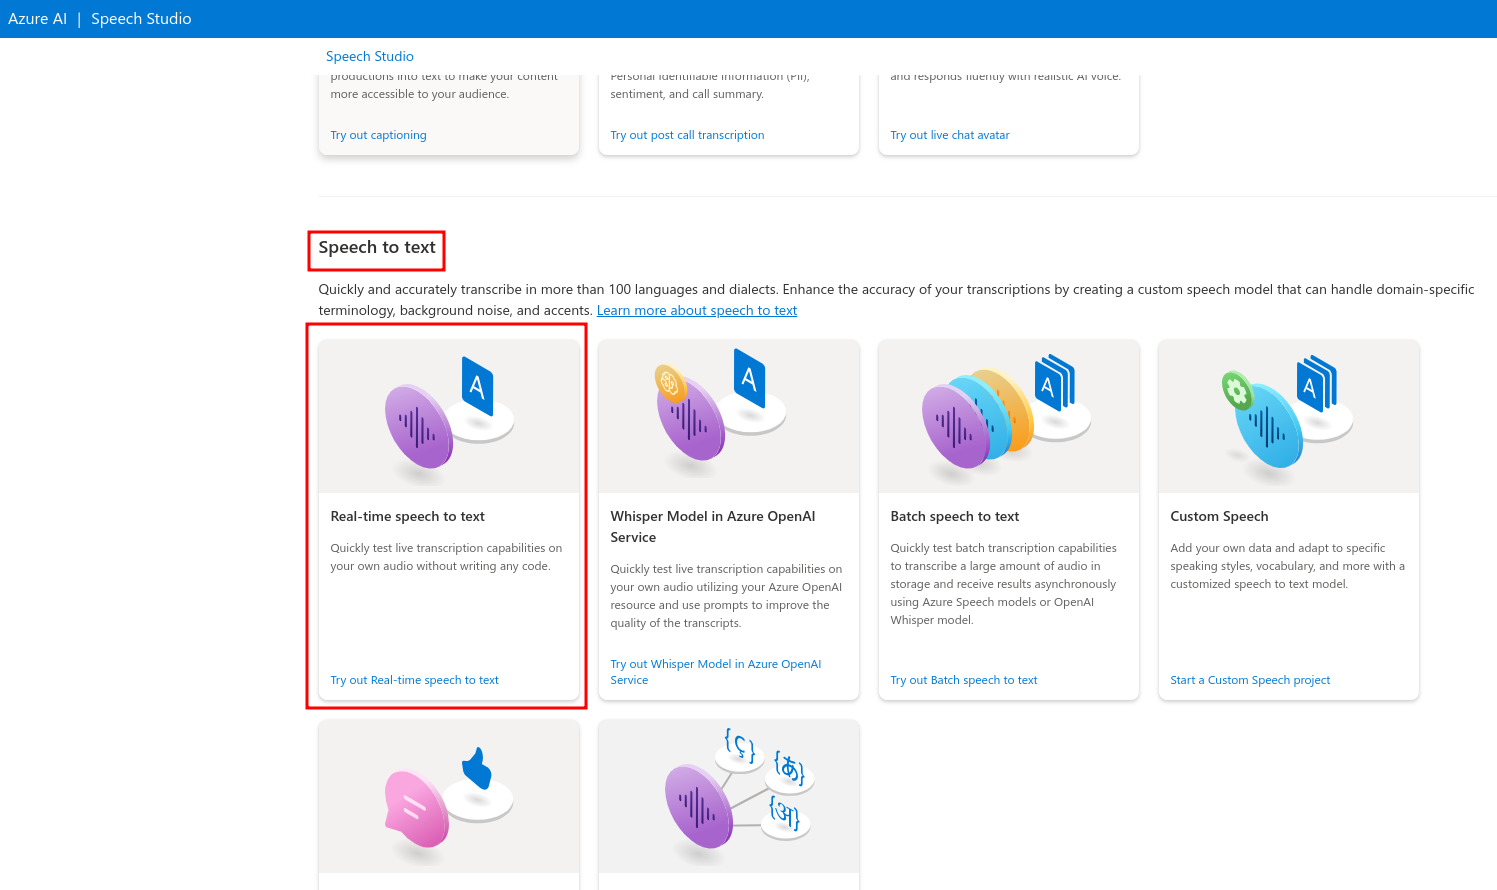 Azure AI | Speech Studio
Speech Studio
productions into text to make your content
more accessible to your audience.
Try out captioning
Personal Identifiable Information (PII),
sentiment, and call summary.
Try out post call transcription
and responds fluently with realistic AI voice.
Try out live chat avatar
Speech to text
Quickly and accurately transcribe in more than 100 languages and dialects. Enhance the accuracy of your transcriptions by creating a custom speech model that can handle domain-specific
terminology, background noise, and accents. Learn more about speech to text
A
Real-time speech to text
Quickly test live transcription capabilities on
your own audio without writing any code.
Try out Real-time speech to text
A
Whisper Model in Azure OpenAI
Service
Quickly test live transcription capabilities on
your own audio utilizing your Azure OpenAI
resource and use prompts to improve the
quality of the transcripts.
Try out Whisper Model in Azure OpenAI
Service
A
Batch speech to text
Quickly test batch transcription capabilities
to transcribe a large amount of audio in
storage and receive results asynchronously
using Azure Speech models or OpenAI
Whisper model.
Try out Batch speech to text
A
Custom Speech
Add your own data and adapt to specific
speaking styles, vocabulary, and more with a
customized speech to text model.
Start a Custom Speech project
{ç}
{あ}
{अ}